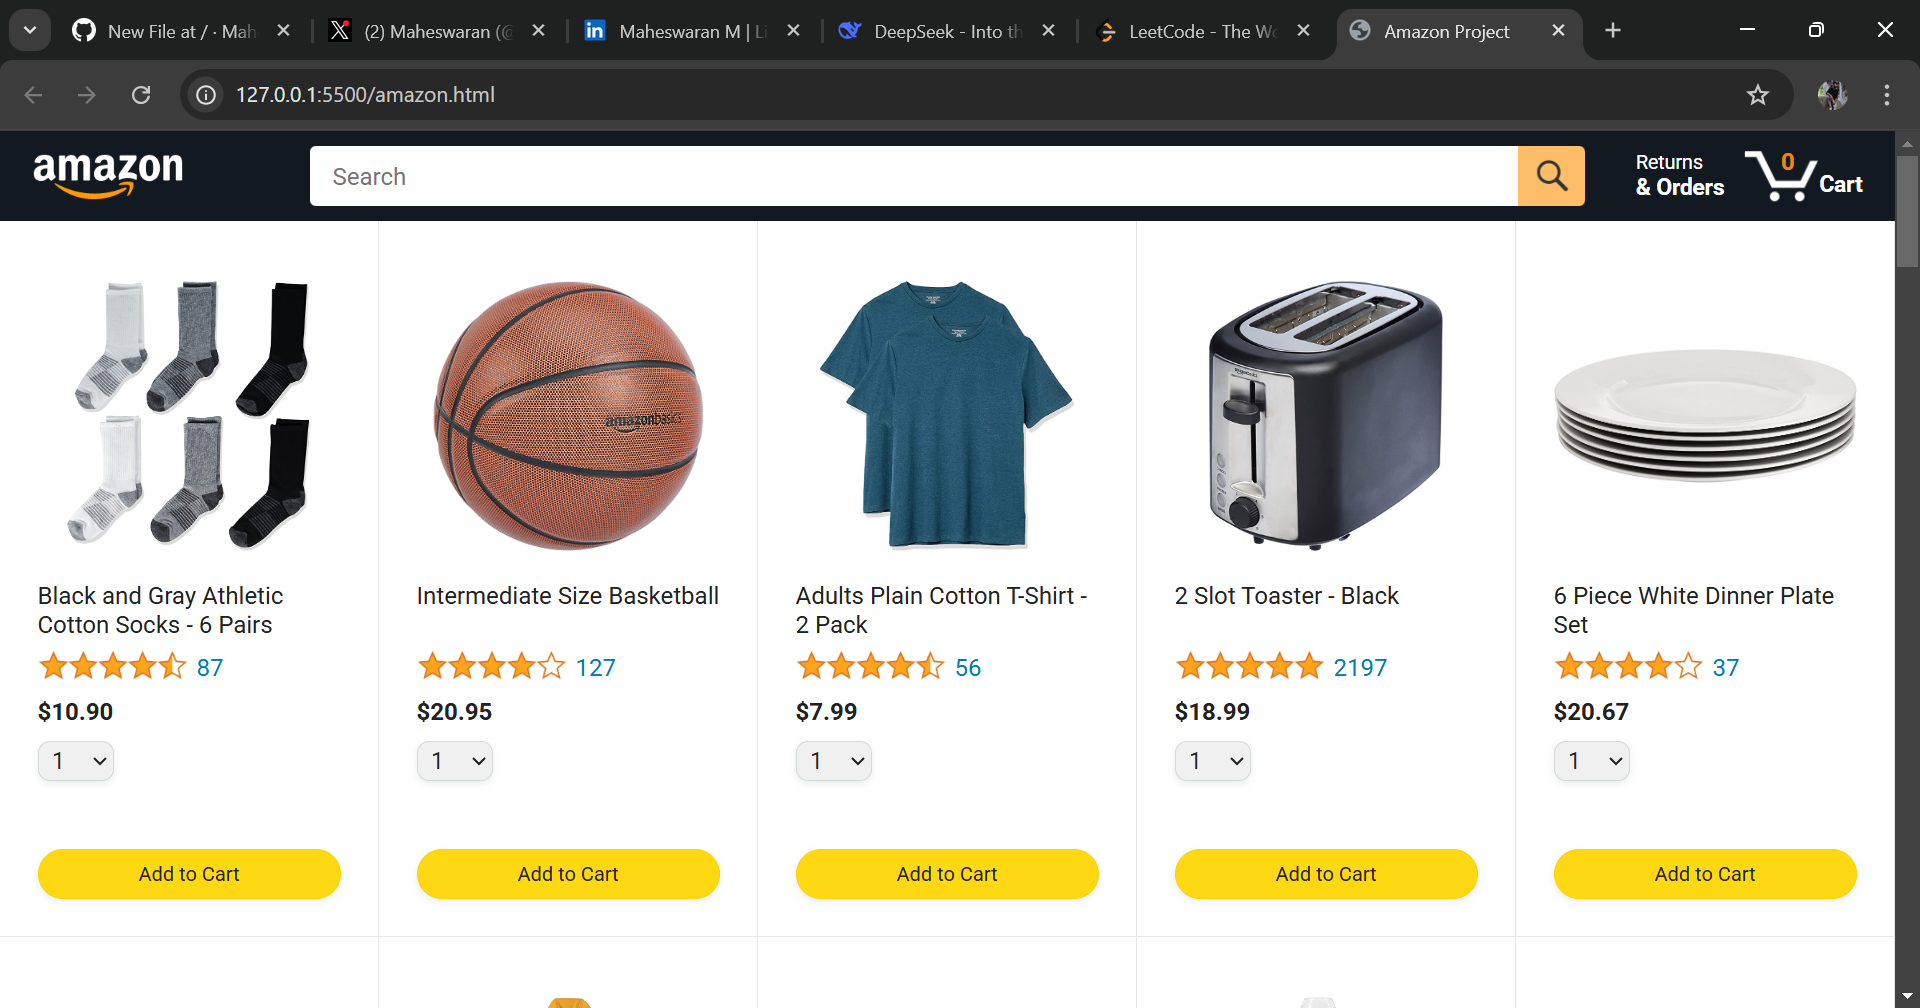 New File at / · Mah
(2) Maheswaran (@
Maheswaran M | Li
DeepSeek - Into th
LeetCode - The Wo
Amazon Project
127.0.0.1:5500/amazon.html
amazon
Search
Returns
& Orders
0
Cart
amazonbasics
Black and Gray Athletic
Cotton Socks - 6 Pairs
87
$10.90
1
Add to Cart
Intermediate Size Basketball
127
$20.95
1
Add to Cart
Adults Plain Cotton T-Shirt -
2 Pack
56
$7.99
1
Add to Cart
2 Slot Toaster - Black
2197
$18.99
1
Add to Cart
6 Piece White Dinner Plate
Set
37
$20.67
1
Add to Cart